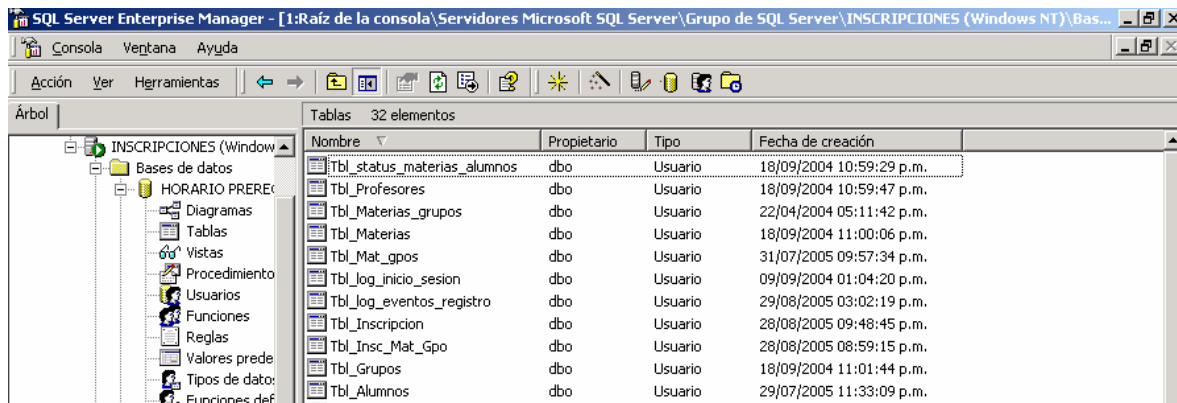 SQL Server Enterprise Manager - [1:Raíz de la consola\Servidores Microsoft SQL Server\Grupo de SQL Server\INSCRIPCIONES (Windows NT)\Bas...
Consola Ventana Ayuda
Acción Ver Herramientas
Árbol
Tablas 32 elementos
Nombre Propietario Tipo Fecha de creación
INSCRIPCIONES (Window
Bases de datos
HORARIO PRERE
Diagramas
Tablas
Vistas
Procedimiento
Usuarios
Funciones
Reglas
Valores prede
Tipos de dato
Funciones def
Tbl_status_materias_alumnos dbo Usuario 18/09/2004 10:59:29 p.m.
Tbl_Profesores dbo Usuario 18/09/2004 10:59:47 p.m.
Tbl_Materias_grupos dbo Usuario 22/04/2004 05:11:42 p.m.
Tbl_Materias dbo Usuario 18/09/2004 11:00:06 p.m.
Tbl_Mat_gpos dbo Usuario 31/07/2005 09:57:34 p.m.
Tbl_log_inicio_sesion dbo Usuario 09/09/2004 01:04:20 p.m.
Tbl_log_eventos_registro dbo Usuario 29/08/2005 03:02:19 p.m.
Tbl_Inscripcion dbo Usuario 28/08/2005 09:48:45 p.m.
Tbl_Insc_Mat_Gpo dbo Usuario 28/08/2005 08:59:15 p.m.
Tbl_Grupos dbo Usuario 18/09/2004 11:01:44 p.m.
Tbl_Alumnos dbo Usuario 29/07/2005 11:33:09 p.m.